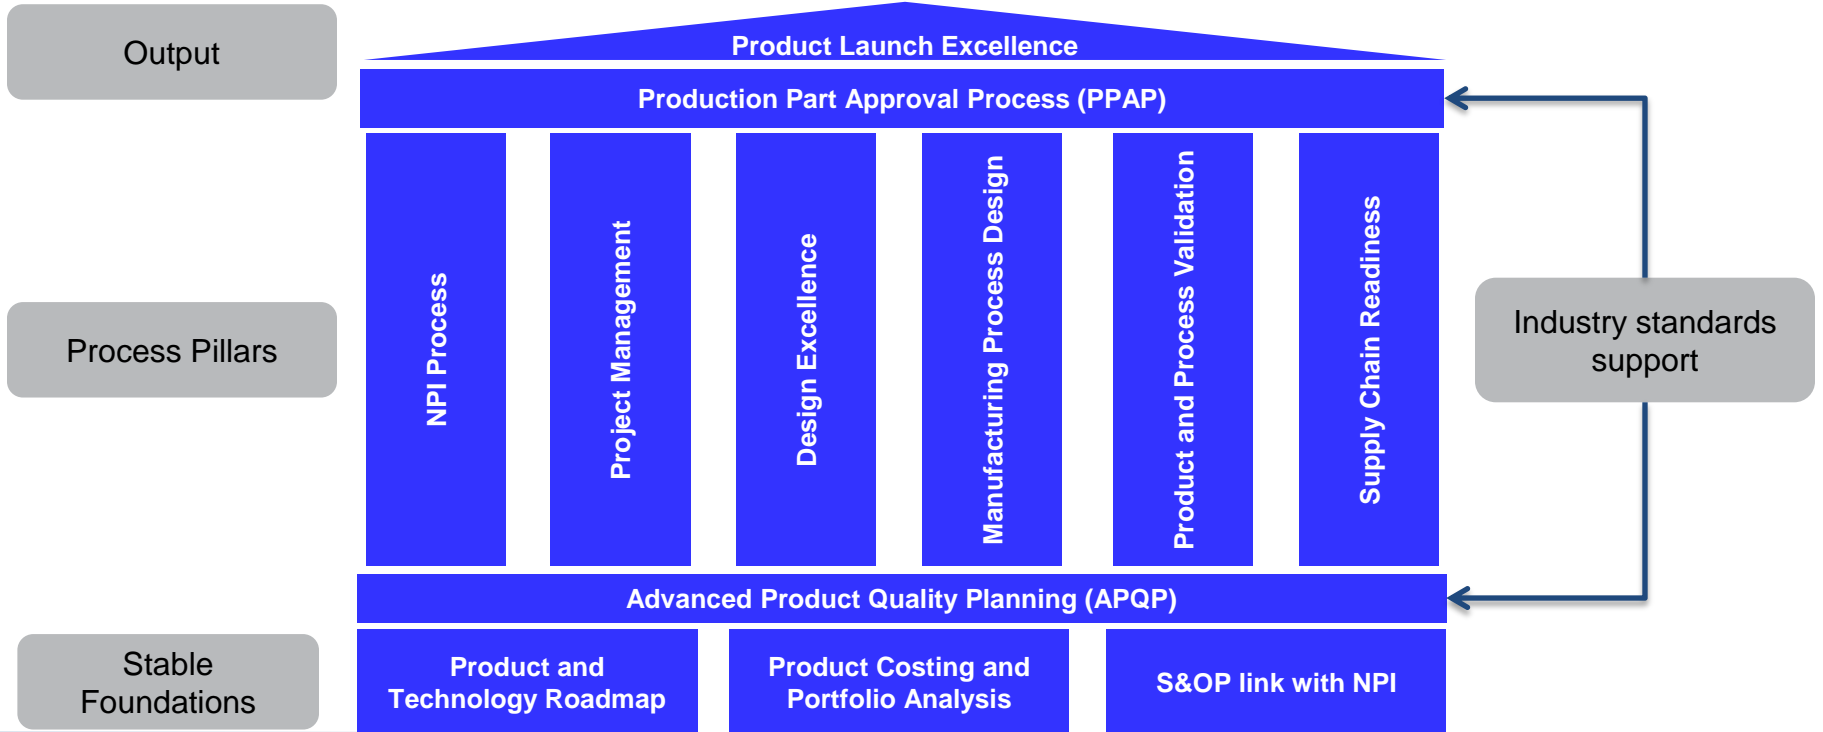 Output
Product Launch Excellence
Production Part Approval Process (PPAP)
Process Pillars
NPI Process
Project Management
Design Excellence
Manufacturing Process Design
Product and Process Validation
Supply Chain Readiness
Industry standards
support
Advanced Product Quality Planning (APQP)
Stable
Foundations
Product and
Technology Roadmap
Product Costing and
Portfolio Analysis
S&OP link with NPI